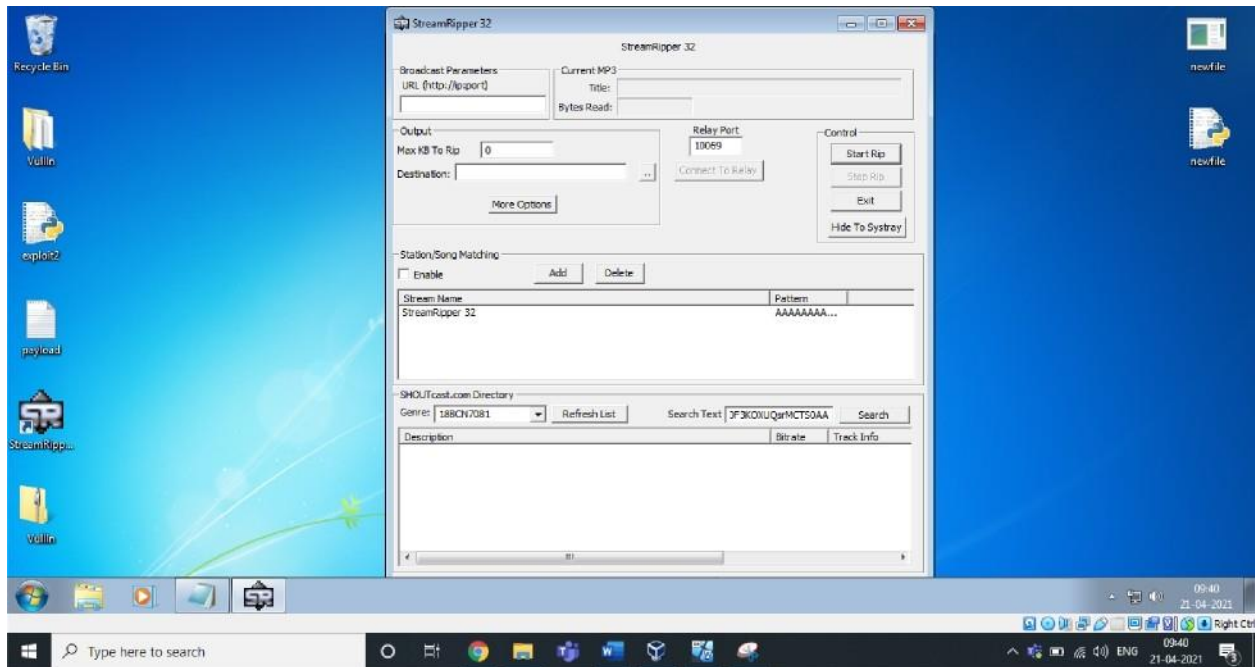 Recycle Bin
Vullin
exploit2
payload
StreamRipp...
Vullin
StreamRipper 32
StreamRipper 32
Broadcast Parameters
URL (http://ip:port)
Current MP3
Title:
Bytes Read:
Output
Max KB To Rip 0
Destination: ..
More Options
Relay Port
10069
Connect To Relay
Control
Start Rip
Stop Rip
Exit
Hide To Systray
Station/Song Matching
Enable Add Delete
Stream Name Pattern
StreamRipper 32 AAAAAAAA...
SHOUTcast.com Directory
Genre: 18BCN7081 Refresh List Search Text Search
Description Bitrate Track Info
newfile
newfile
09:40
21-04-2021
Right Ctrl
Type here to search
ENG
09:40
21-04-2021
3